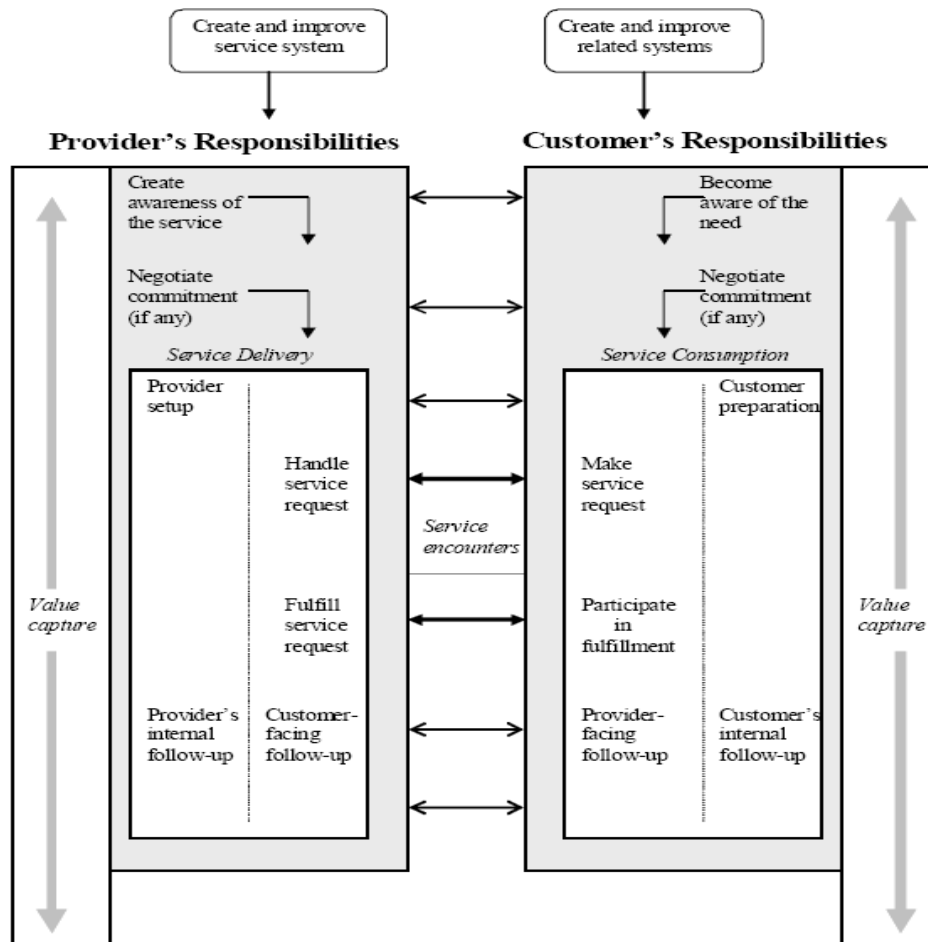 Create and improve
service system
Create and improve
related systems
Provider's Responsibilities
Customer's Responsibilities
Create
awareness of
the service
Become
aware of the
need
Negotiate
commitment
(if any)
Negotiate
commitment
(if any)
Service Delivery
Service Consumption
Provider
setup
Customer
preparation
Handle
service
request
Make
service
request
Service
encounters
Value
capture
Fulfill
service
request
Participate
in
fulfillment
Value
capture
Provider's
internal
follow-up
Customer-
facing
follow-up
Provider-
facing
follow-up
Customer's
internal
follow-up